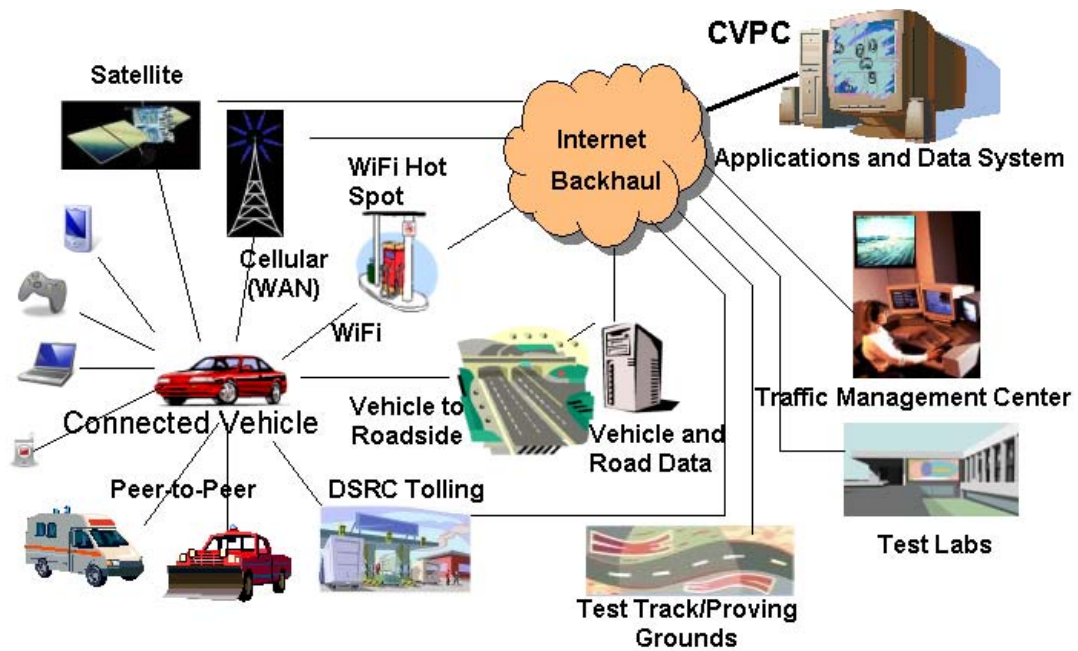 CVPC
Satellite
Internet
Backhaul
WiFi Hot
Spot
Applications and Data System
Cellular
(WAN)
WiFi
Connected Vehicle
Vehicle to
Roadside
Vehicle and
Road Data
Traffic Management Center
Peer-to-Peer
DSRC Tolling
Test Labs
Test Track/Proving
Grounds